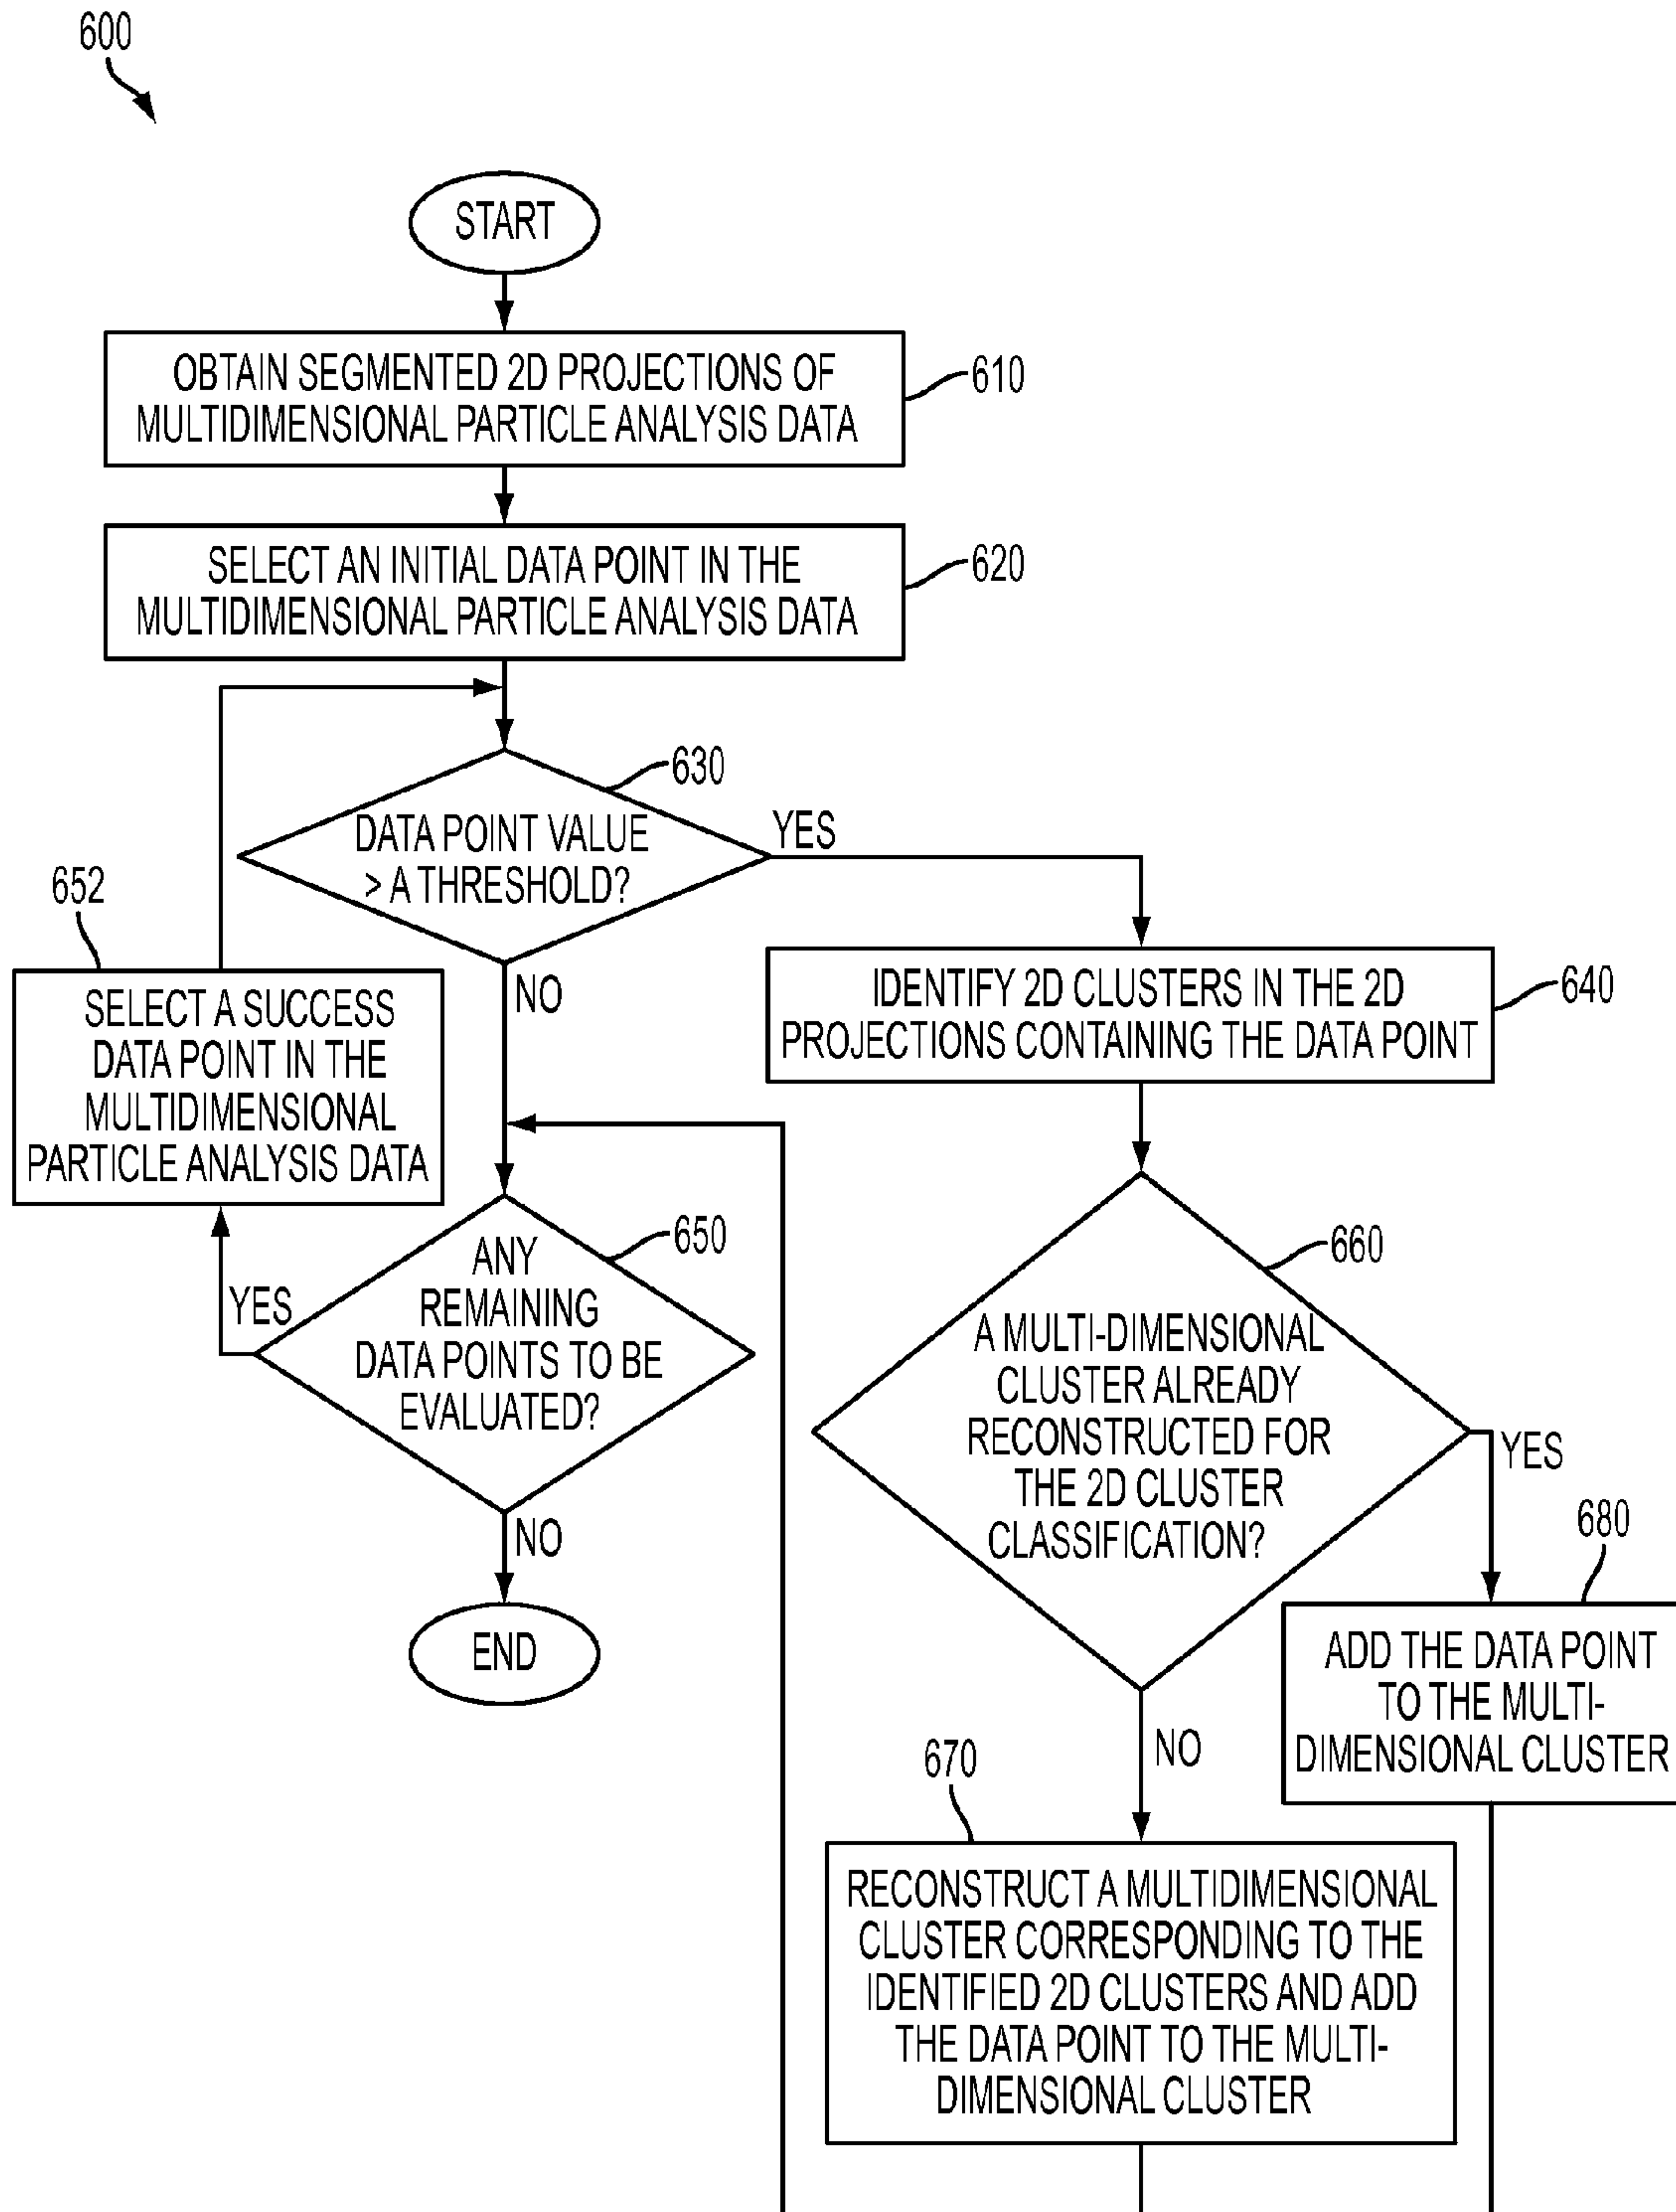 600
START
OBTAIN SEGMENTED 2D PROJECTIONS OF
MULTIDIMENSIONAL PARTICLE ANALYSIS DATA
610
SELECT AN INITIAL DATA POINT IN THE
MULTIDIMENSIONAL PARTICLE ANALYSIS DATA
620
630
DATA POINT VALUE
> A THRESHOLD?
YES
NO
652
SELECT A SUCCESS
DATA POINT IN THE
MULTIDIMENSIONAL
PARTICLE ANALYSIS DATA
IDENTIFY 2D CLUSTERS IN THE 2D
PROJECTIONS CONTAINING THE DATA POINT
640
650
ANY
REMAINING
DATA POINTS TO BE
EVALUATED?
YES
NO
END
660
A MULTI-DIMENSIONAL
CLUSTER ALREADY
RECONSTRUCTED FOR
THE 2D CLUSTER
CLASSIFICATION?
YES
NO
680
ADD THE DATA POINT
TO THE MULTI-
DIMENSIONAL CLUSTER
670
RECONSTRUCT A MULTIDIMENSIONAL
CLUSTER CORRESPONDING TO THE
IDENTIFIED 2D CLUSTERS AND ADD
THE DATA POINT TO THE MULTI-
DIMENSIONAL CLUSTER